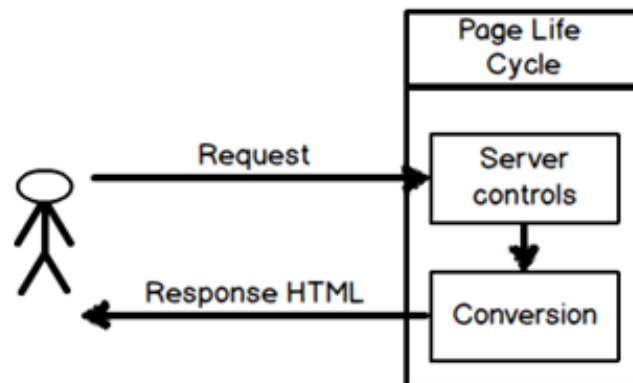 Page Life
Cycle
Request
Server
controls
Response HTML
Conversion